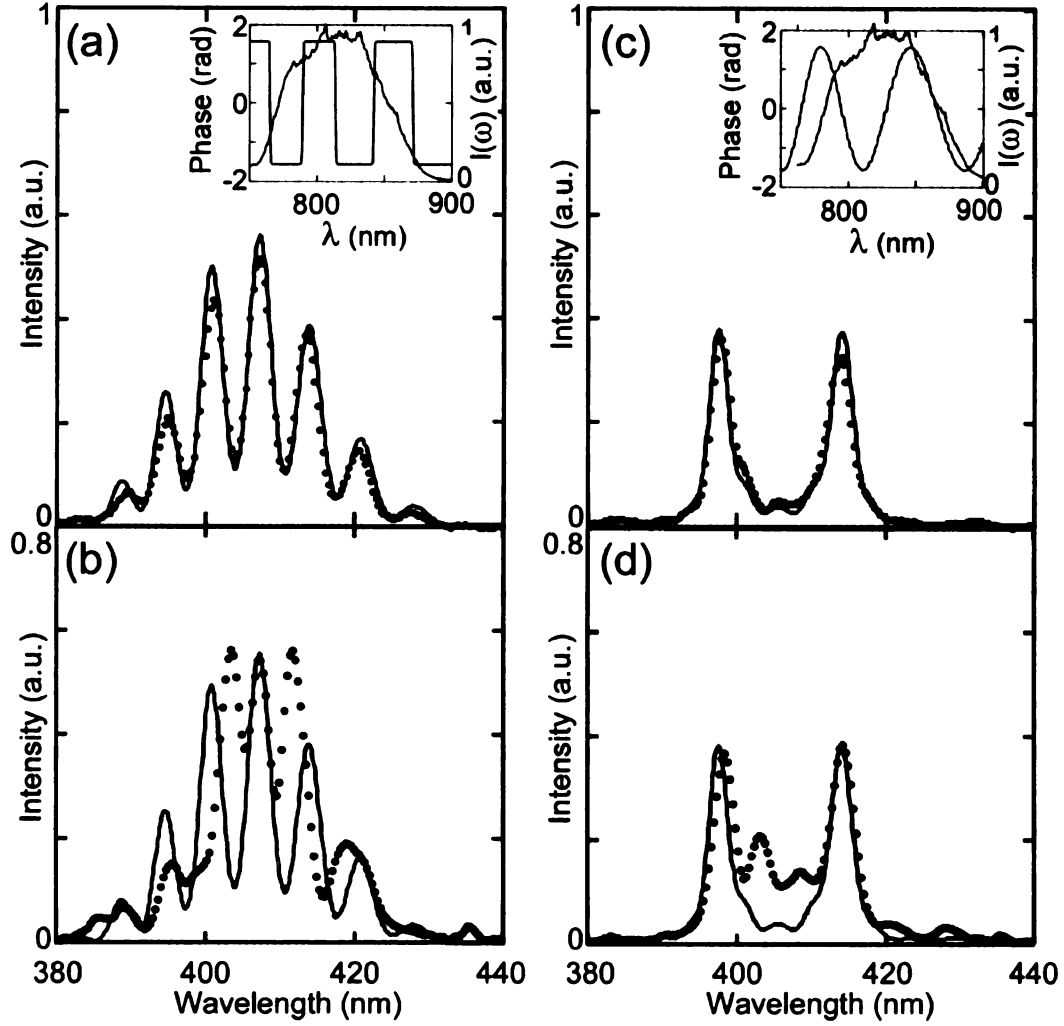 (a)
1
Intensity (a.u.)
0
2
0
-2
Phase (rad)
1
0
I(ω) (a.u.)
800
900
λ (nm)
(c)
Intensity (a.u.)
2
0
-2
Phase (rad)
1
0
I(ω) (a.u.)
800
900
λ (nm)
(b)
0.8
Intensity (a.u.)
0
380
400
420
440
Wavelength (nm)
(d)
1
0
0.8
Intensity (a.u.)
0
380
400
420
440
Wavelength (nm)